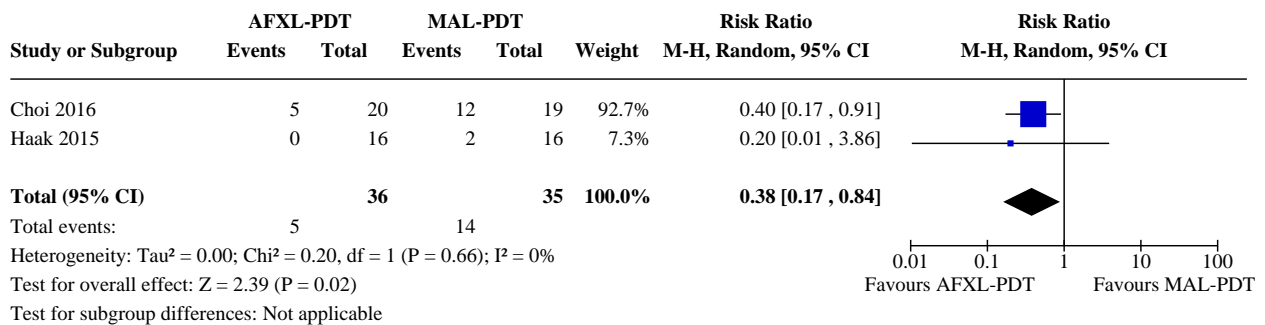 AFXL-PDT MAL-PDT Risk Ratio Risk Ratio
Study or Subgroup Events Total Events Total Weight M-H, Random, 95% CI M-H, Random, 95% CI
Choi 2016 5 20 12 19 92.7% 0.40 [0.17 , 0.91]
Haak 2015 0 16 2 16 7.3% 0.20 [0.01 , 3.86]
Total (95% CI) 36 35 100.0% 0.38 [0.17 , 0.84]
Total events: 5 14
Heterogeneity: Tau² = 0.00; Chi² = 0.20, df = 1 (P = 0.66); I² = 0%
0.01 0.1 1 10 100
Test for overall effect: Z = 2.39 (P = 0.02)
Favours AFXL-PDT Favours MAL-PDT
Test for subgroup differences: Not applicable